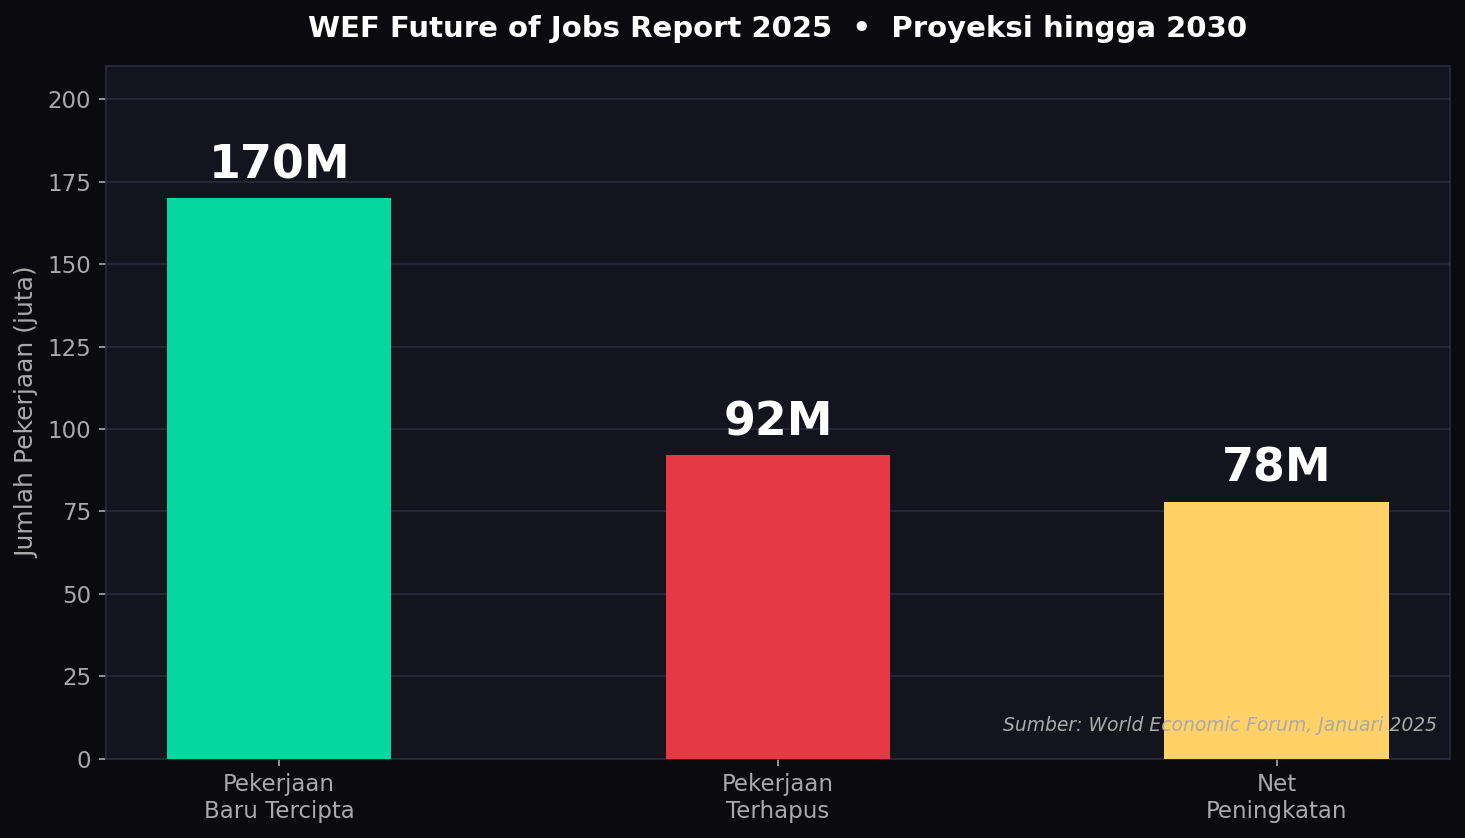 WEF Future of Jobs Report 2025 • Proyeksi hingga 2030
Jumlah Pekerjaan (juta)
200
175
150
125
100
75
50
25
0
170M
92M
78M
Sumber: World Economic Forum, Januari 2025
Pekerjaan
Baru Tercipta
Pekerjaan
Terhapus
Net
Peningkatan